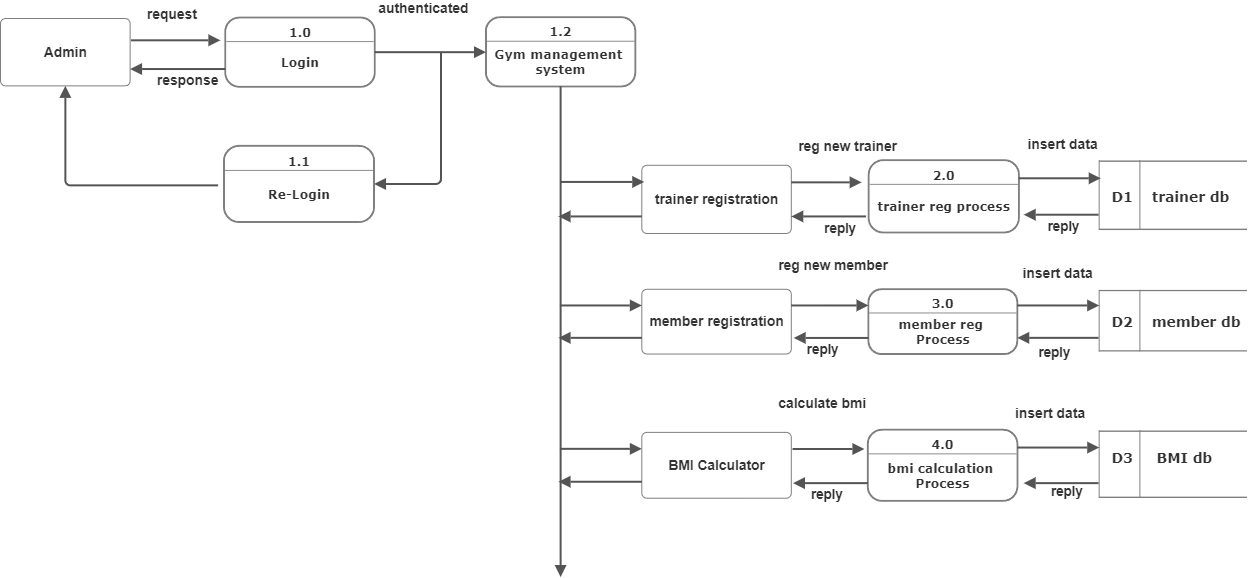 request
authenticated
Admin
1.0
Login
response
1.2
Gym management
system
1.1
Re-Login
reg new trainer
insert data
trainer registration
2.0
trainer reg process
D1
trainer db
reply
reply
reg new member
insert data
member registration
3.0
member reg
Process
D2
member db
reply
reply
calculate bmi
insert data
BMI Calculator
4.0
bmi calculation
Process
D3
BMI db
reply
reply